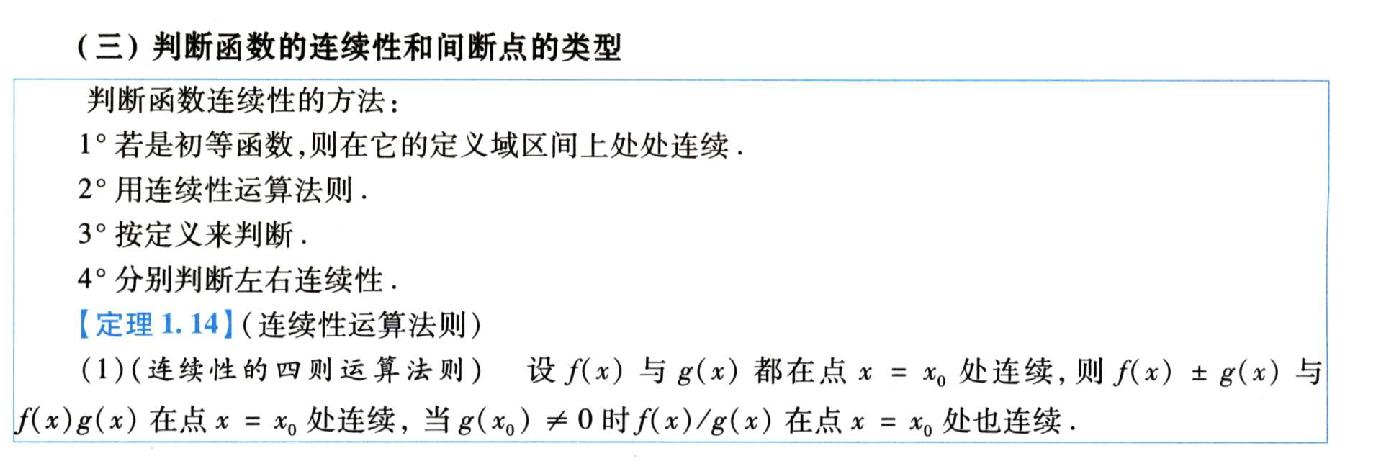 (三) 判断函数的连续性和间断点的类型
判断函数连续性的方法:
1°若是初等函数,则在它的定义域区间上处处连续.
2°用连续性运算法则.
3°按定义来判断.
4°分别判断左右连续性.
【定理1.14】(连续性运算法则)
(1)(连续性的四则运算法则) 设 f(x) 与 g(x) 都在点 x = x₀ 处连续, 则 f(x) ± g(x) 与
f(x)g(x) 在点 x = x₀ 处连续, 当 g(x₀) ≠ 0 时 f(x)/g(x) 在点 x = x₀ 处也连续.